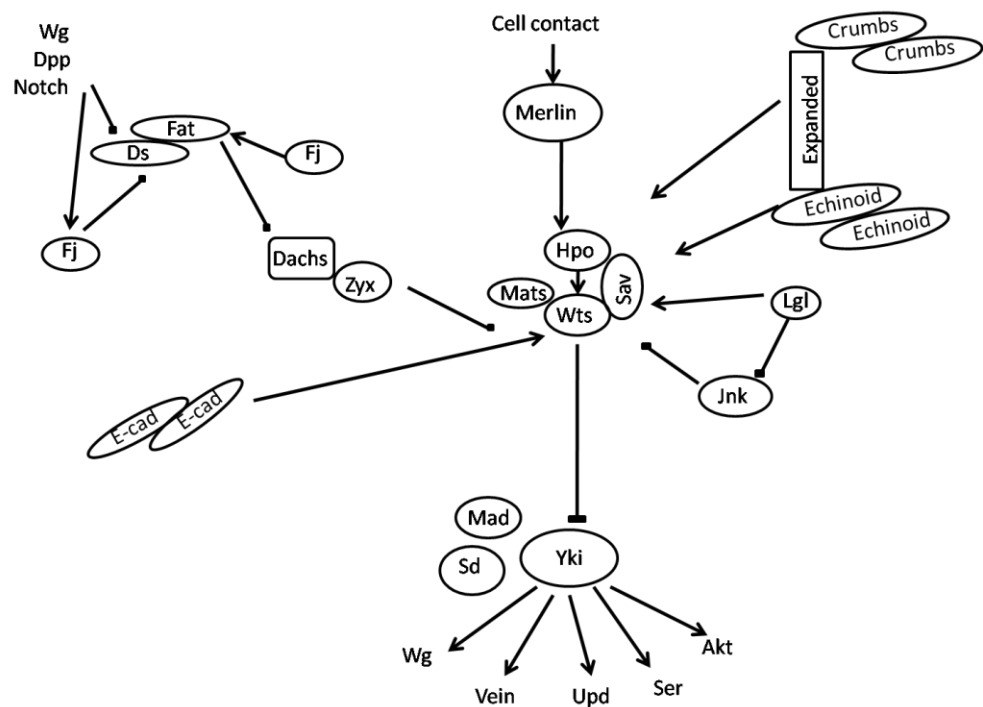 Wg
Dpp
Notch
Fat
Ds
Fj
Fj
Dachs
Zyx
E-cad
E-cad
Cell contact
Merlin
Hpo
Sav
Mats
Wts
Crumbs
Crumbs
Expanded
Echinoid
Echinoid
Lgl
Jnk
Mad
Sd
Yki
Wg
Vein
Upd
Ser
Akt